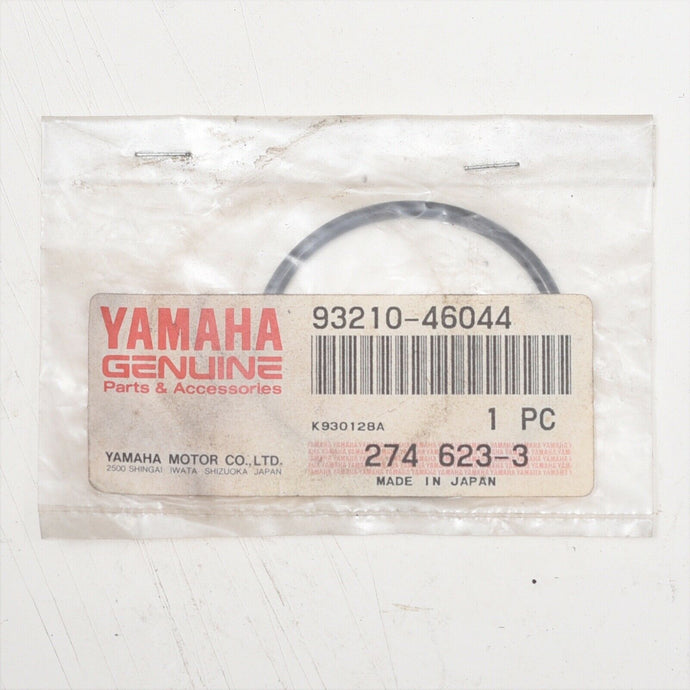 YAMAHA
GENUINE
Parts & Accessories
YAMAHA MOTOR CO.,LTD.
2500 SHINGAI IWATA SHIZUOKA JAPAN
93210-46044
K930128A
1 PC
274 623-3
MADE IN JAPAN